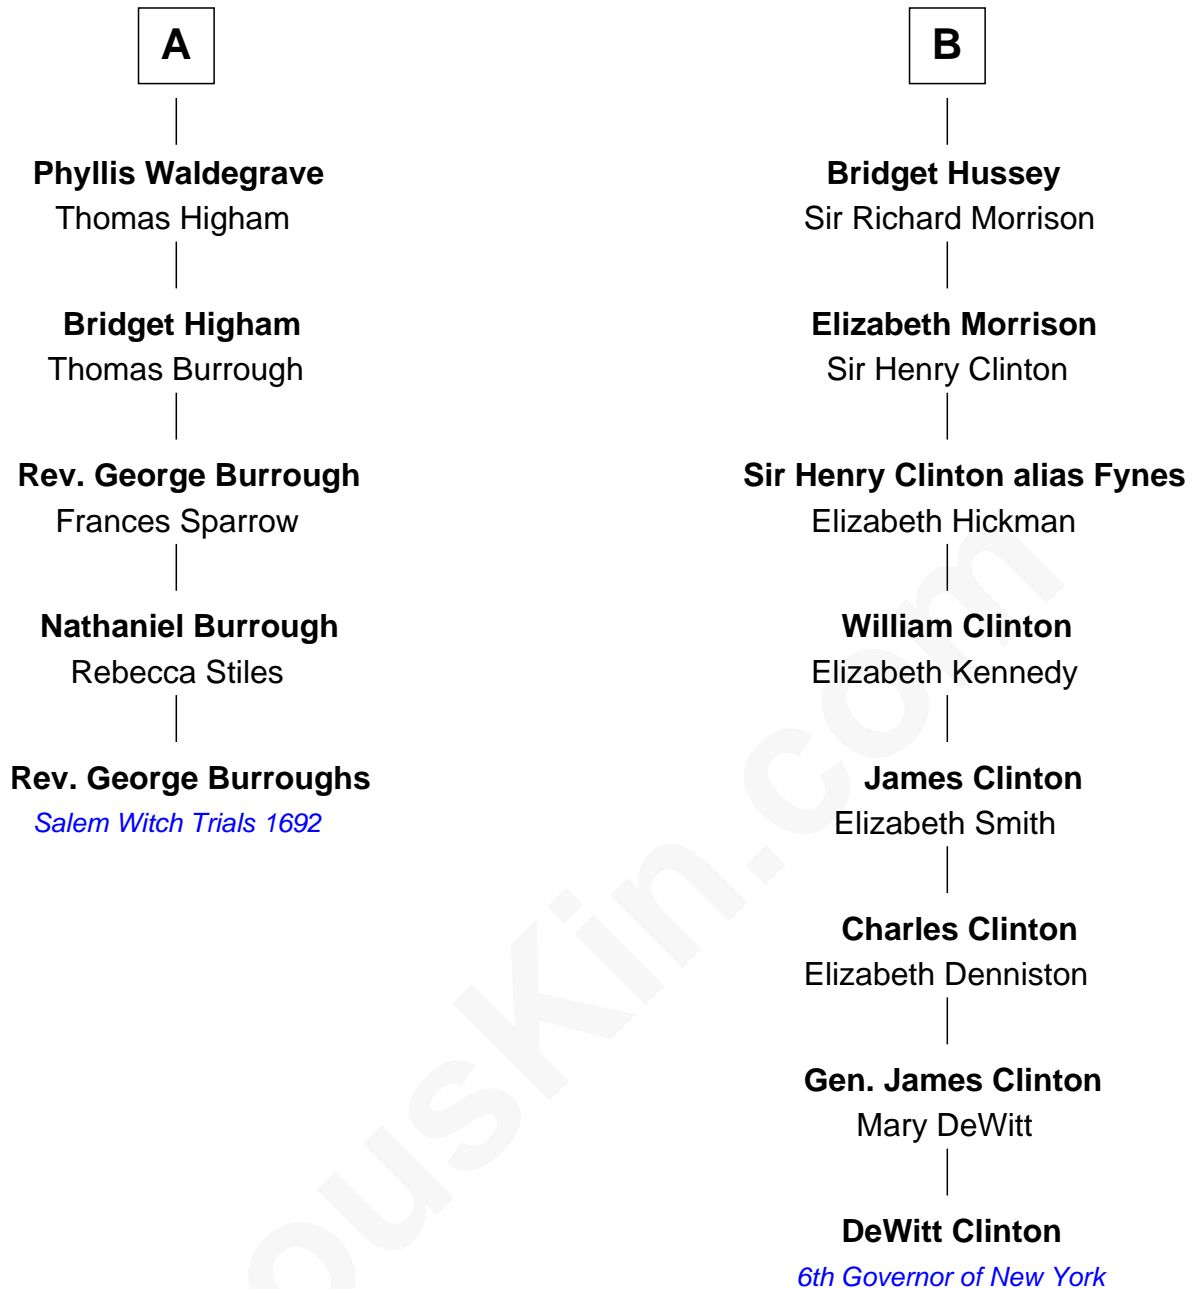 A
Phyllis Waldegrave
Thomas Higham
Bridget Higham
Thomas Burrough
Rev. George Burrough
Frances Sparrow
Nathaniel Burrough
Rebecca Stiles
Rev. George Burroughs
Salem Witch Trials 1692
B
Bridget Hussey
Sir Richard Morrison
Elizabeth Morrison
Sir Henry Clinton
Sir Henry Clinton alias Fynes
Elizabeth Hickman
William Clinton
Elizabeth Kennedy
James Clinton
Elizabeth Smith
Charles Clinton
Elizabeth Denniston
Gen. James Clinton
Mary DeWitt
DeWitt Clinton
6th Governor of New York
ousKin.com